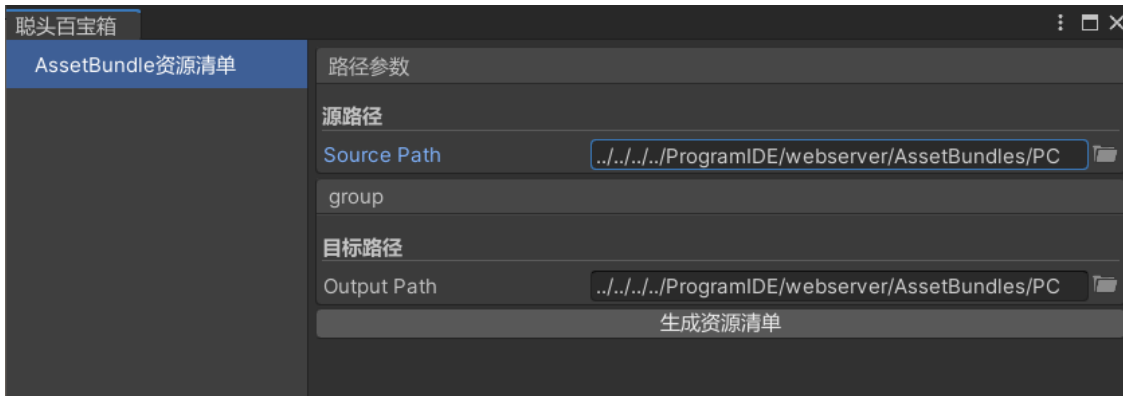 聪头百宝箱
AssetBundle资源清单
路径参数
源路径
Source Path
../../../../ProgramIDE/webserver/AssetBundles/PC
group
目标路径
Output Path
../../../../ProgramIDE/webserver/AssetBundles/PC
生成资源清单